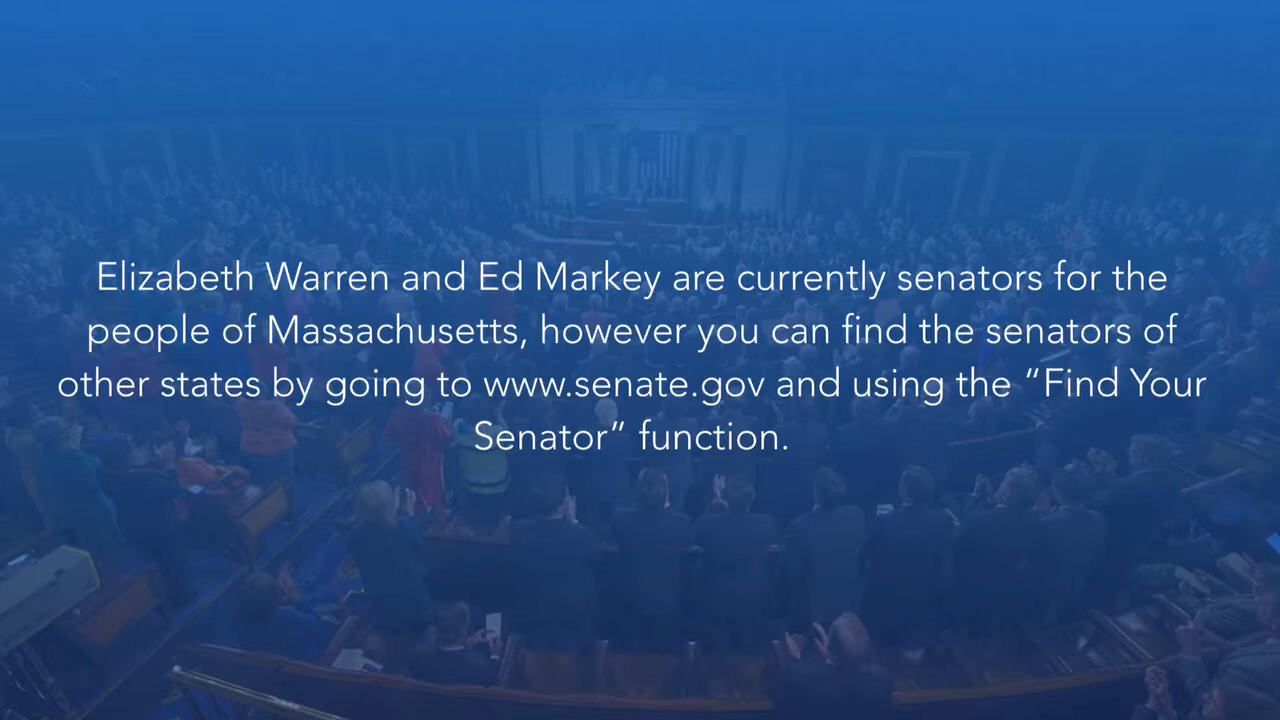 Elizabeth Warren and Ed Markey are currently senators for the
people of Massachusetts, however you can find the senators of
other states by going to www.senate.gov and using the “Find Your
Senator” function.